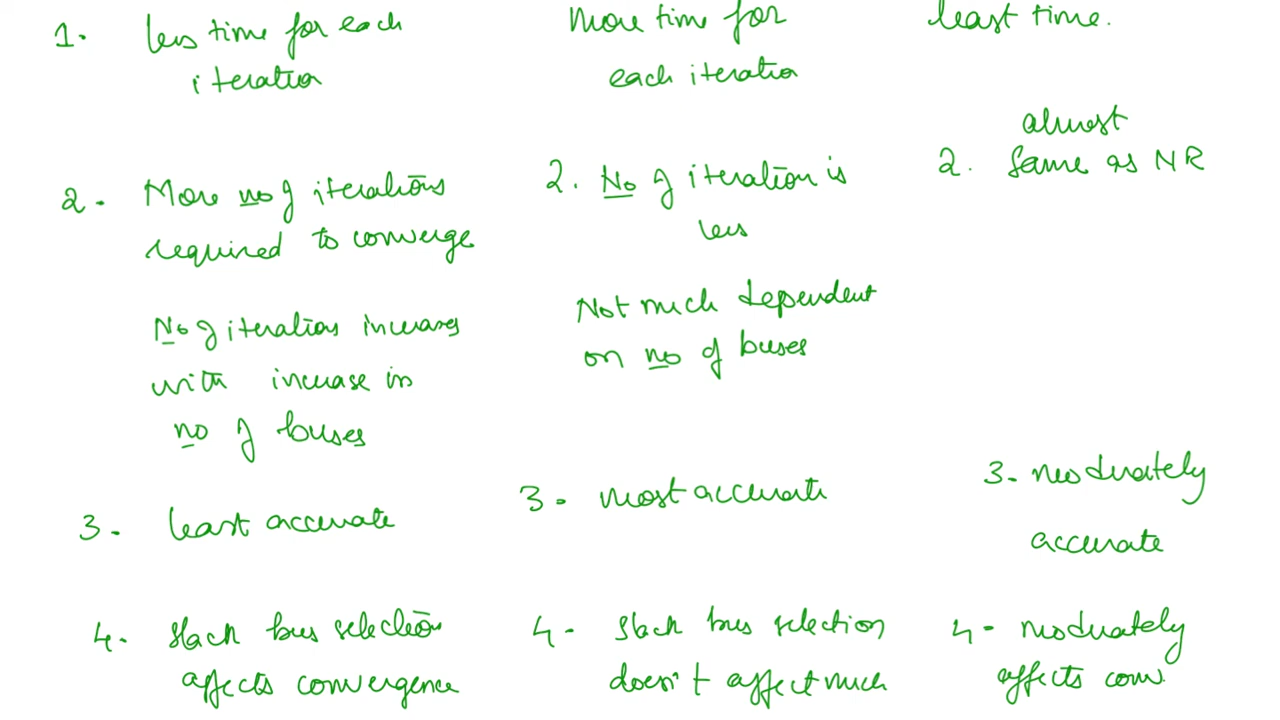 1. less time for each
iteration
More no of iterations
2. required to converge
No of iterations increases
with increase in
no of buses
3. least accurate
4. slack bus selection
affects convergence
more time for
each iteration
2. No of iteration is
less
Not much dependent
on no of buses
3. most accurate
4. slack bus selection
doesn't affect much
least time.
almost
2. Same as NR
3. moderately
accurate
4. moderately
affects conv.